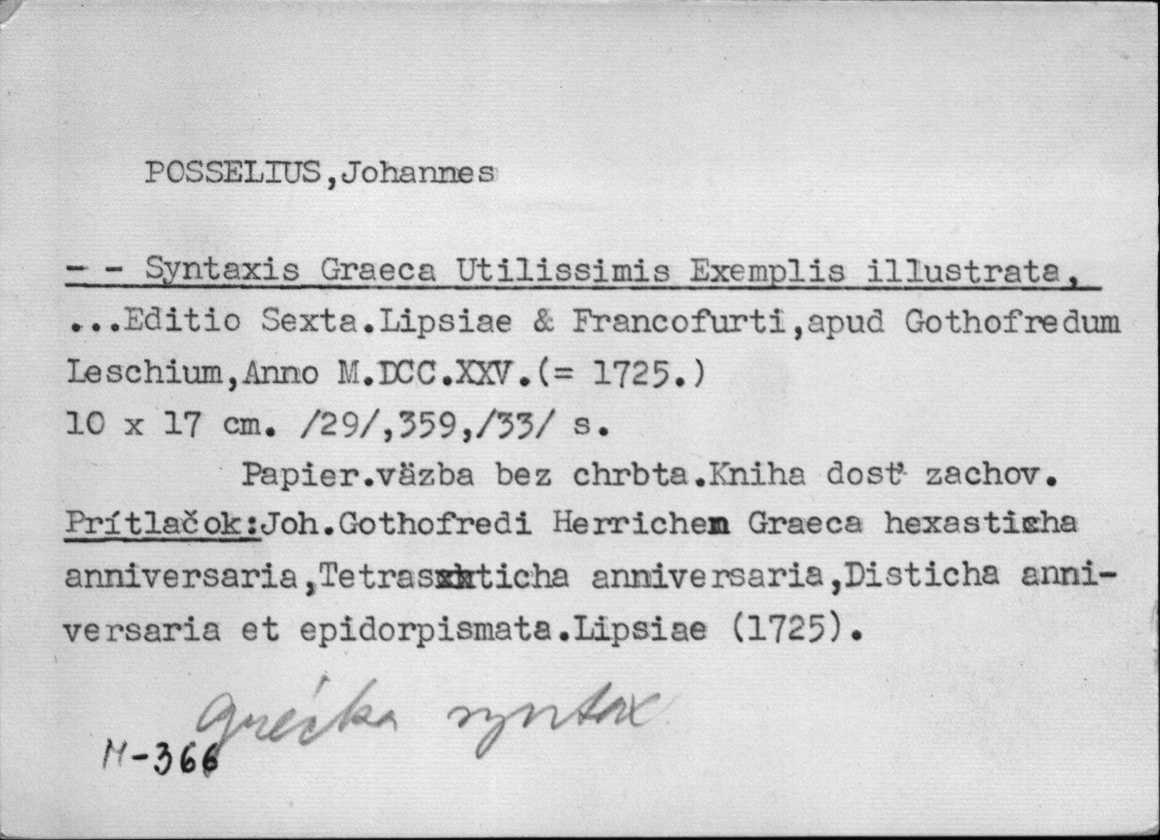 POSSELIUS,Johannes
- - Syntaxis Graeca Utilissimis Exemplis illustrata,
...Editio Sexta.Lipsiae & Francofurti,apud Gothofredum
Leschium,Anno M.DCC.XXV.(= 1725.)
10 x 17 cm. /29/,359,/33/ s.
Papier.väzba bez chrbta.Kniha dosť zachov.
Prítlačok:Joh.Gothofredi Herrichen Graeca hexasticha
anniversaria,Tetrasxxticha anniversaria,Disticha anni-
versaria et epidorpismata.Lipsiae (1725).
grécka syntax
M-366